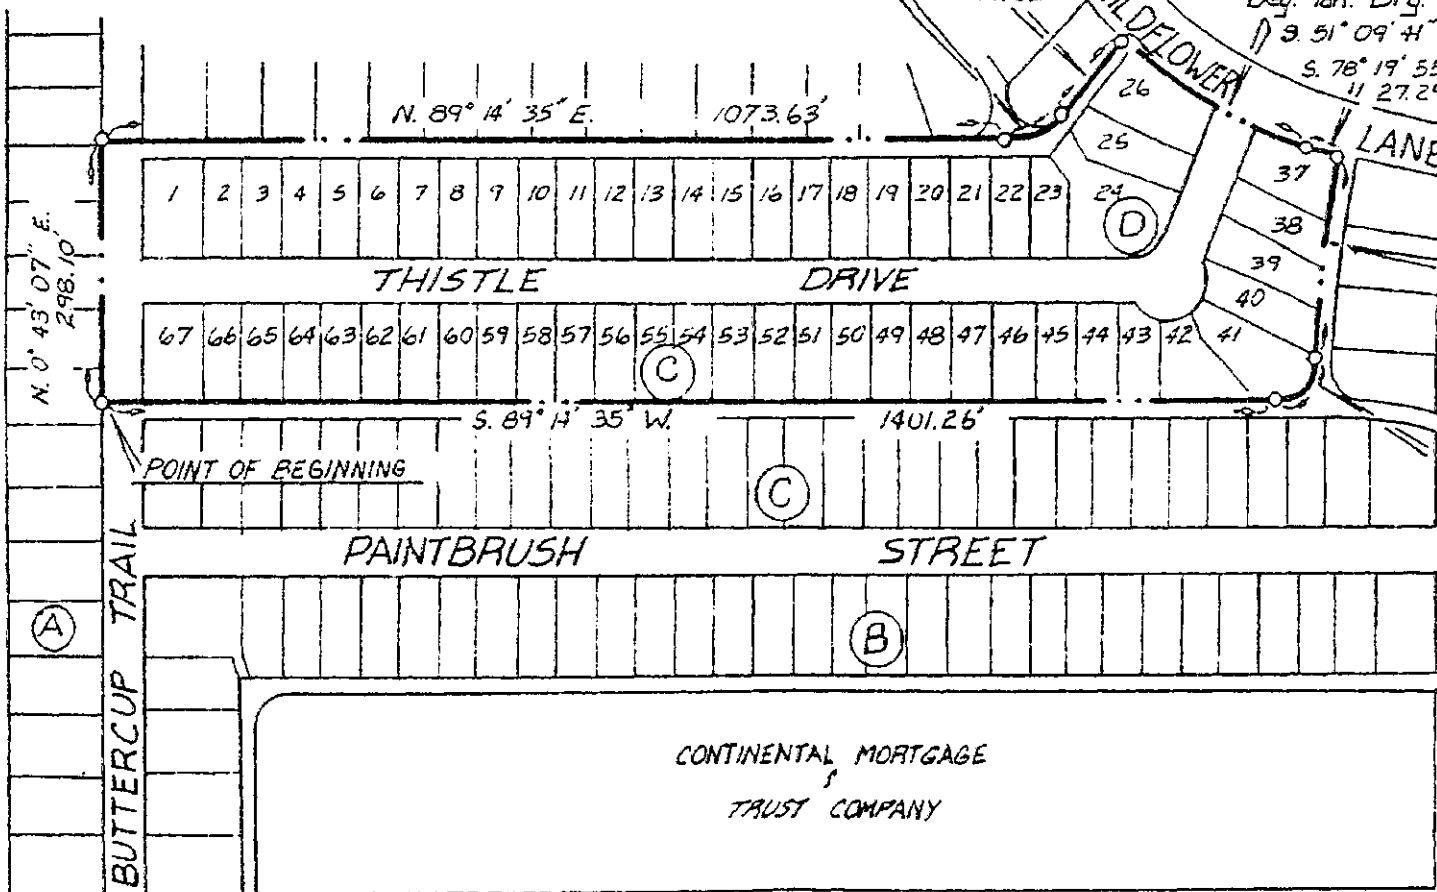 S. 51° 09' 41"
S. 78° 19' 55
27.29
WILDFLOWER
LANE
N. 89° 14' 35" E. 1073.63'
26
25
37
1 2 3 4 5 6 7 8 9 10 11 12 13 14 15 16 17 18 19 20 21 22 23 24
D
38
39
40
N. 0° 43' 07" E.
298.10'
THISTLE DRIVE
67 66 65 64 63 62 61 60 59 58 57 56 55 54 53 52 51 50 49 48 47 46 45 44 43 42 41
C
S. 89° 14' 35" W. 1401.26'
POINT OF BEGINNING
C
PAINTBRUSH STREET
A
B
BUTTERCUP TRAIL
CONTINENTAL MORTGAGE
&
TRUST COMPANY